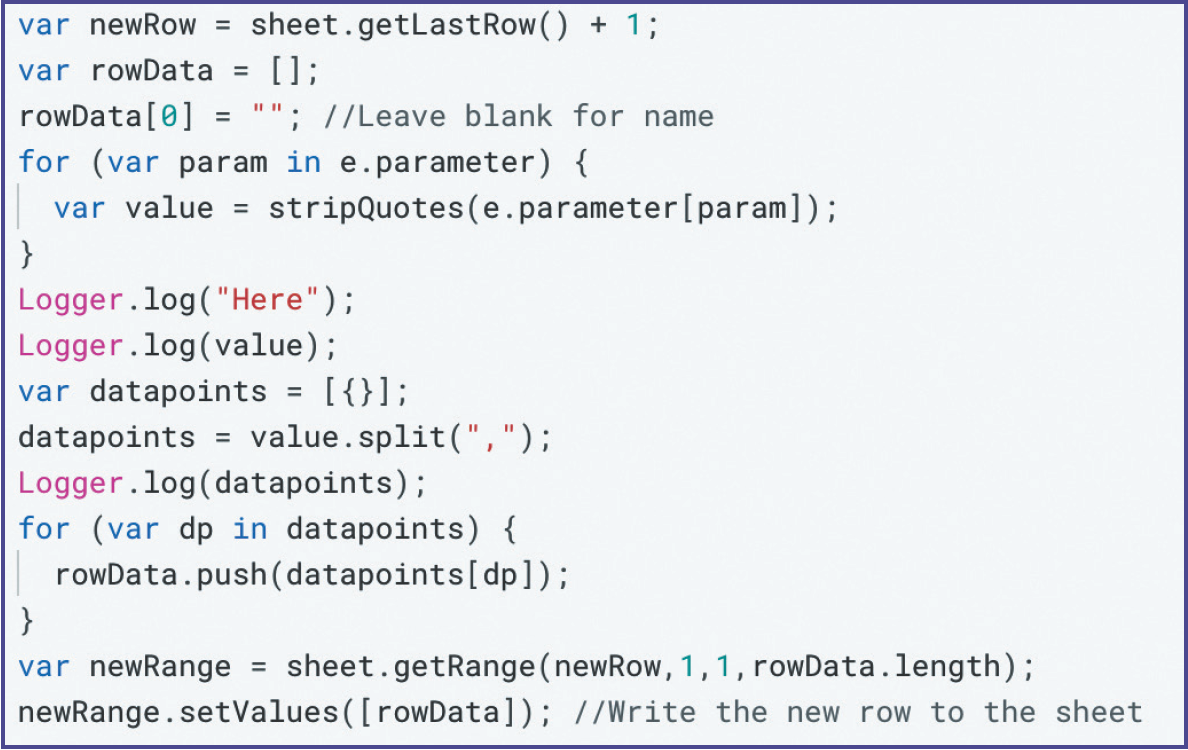 var newRow = sheet.getLastRow() + 1;
var rowData = [];
rowData[0] = ""; //Leave blank for name
for (var param in e.parameter) {
  var value = stripQuotes(e.parameter[param]);
}
Logger.log("Here");
Logger.log(value);
var datapoints = [{}];
datapoints = value.split(",");
Logger.log(datapoints);
for (var dp in datapoints) {
  rowData.push(datapoints[dp]);
}
var newRange = sheet.getRange(newRow,1,1,rowData.length);
newRange.setValues([rowData]); //Write the new row to the sheet